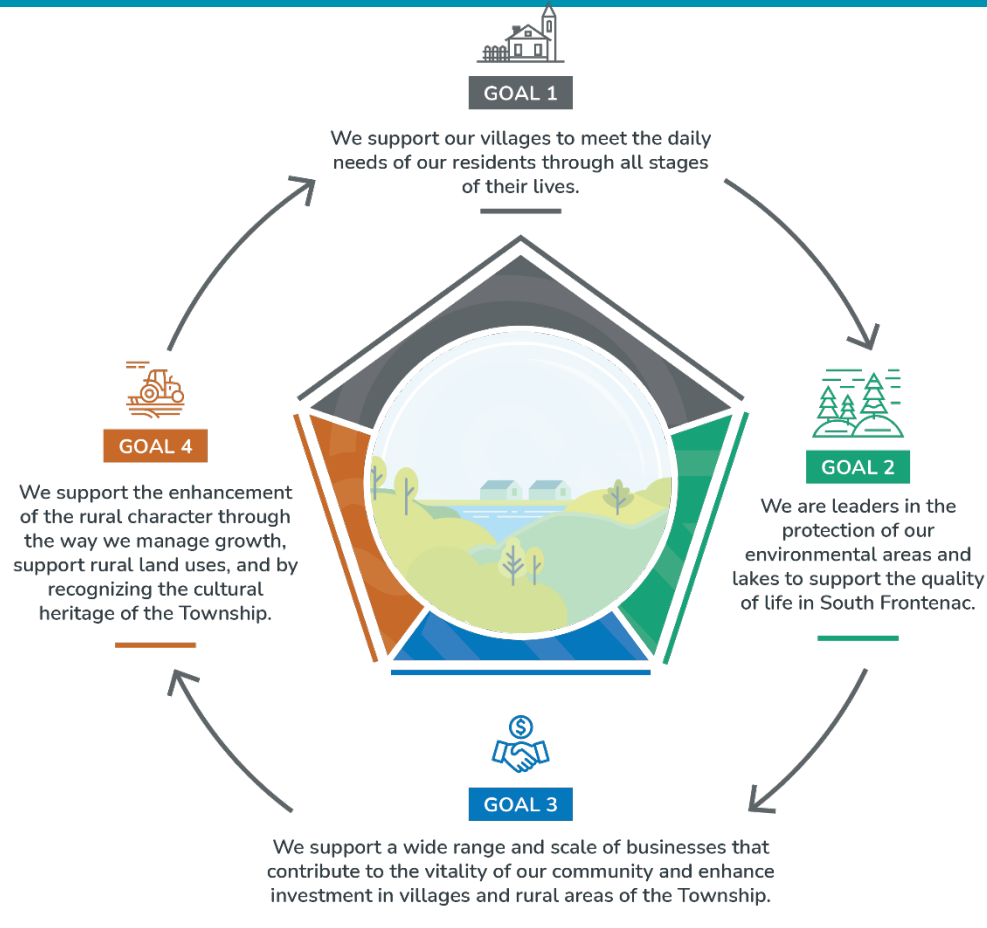 GOAL 1
We support our villages to meet the daily
needs of our residents through all stages
of their lives.
GOAL 2
We are leaders in the
protection of our
environmental areas and
lakes to support the quality
of life in South Frontenac.
$
GOAL 3
We support a wide range and scale of businesses that
contribute to the vitality of our community and enhance
investment in villages and rural areas of the Township.
GOAL 4
We support the enhancement
of the rural character through
the way we manage growth,
support rural land uses, and by
recognizing the cultural
heritage of the Township.